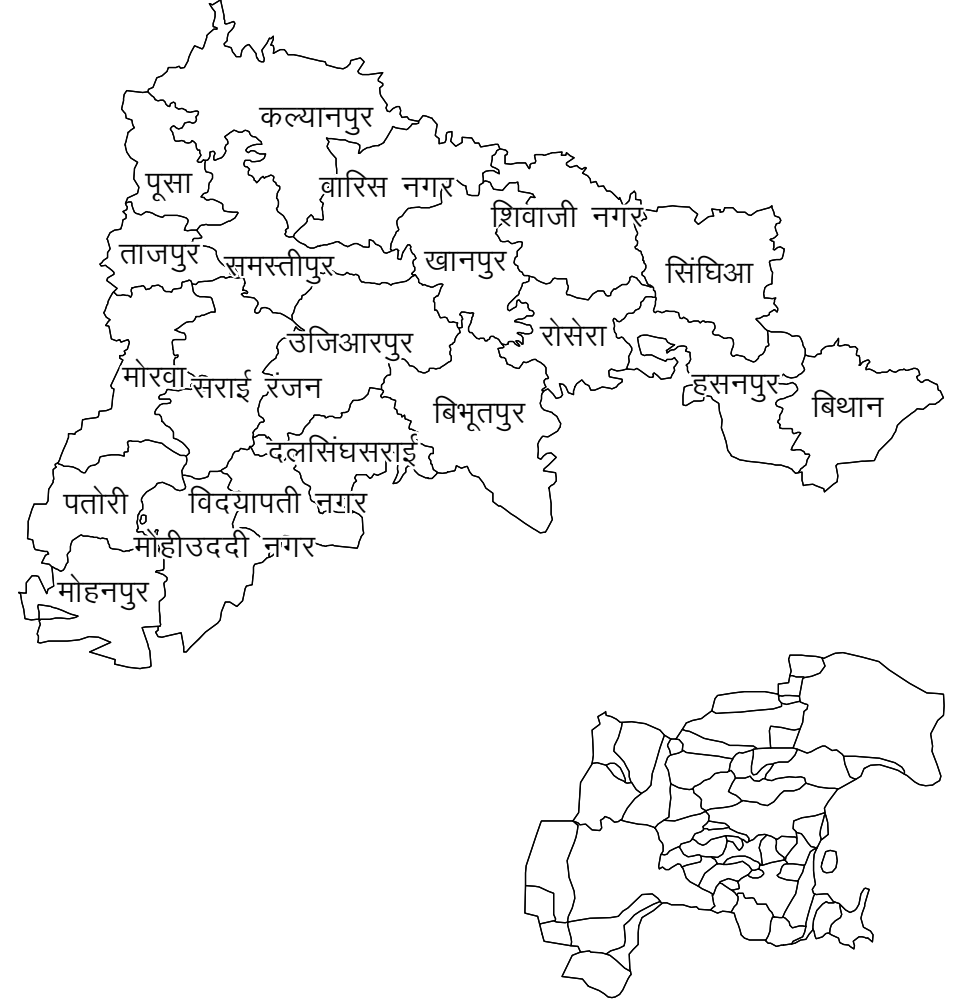 कल्यानपुर
पूसा
वारिस नगर
शिवाजी नगर
ताजपुर
समस्तीपुर
खानपुर
सिंघिआ
उजिआरपुर
रोसेरा
मोरवा
सराई रंजन
हसनपुर
बिभूतपुर
बिथान
दलसिंघसराई
पतोरी
विदयापती नगर
मोहीउददी नगर
मोहनपुर